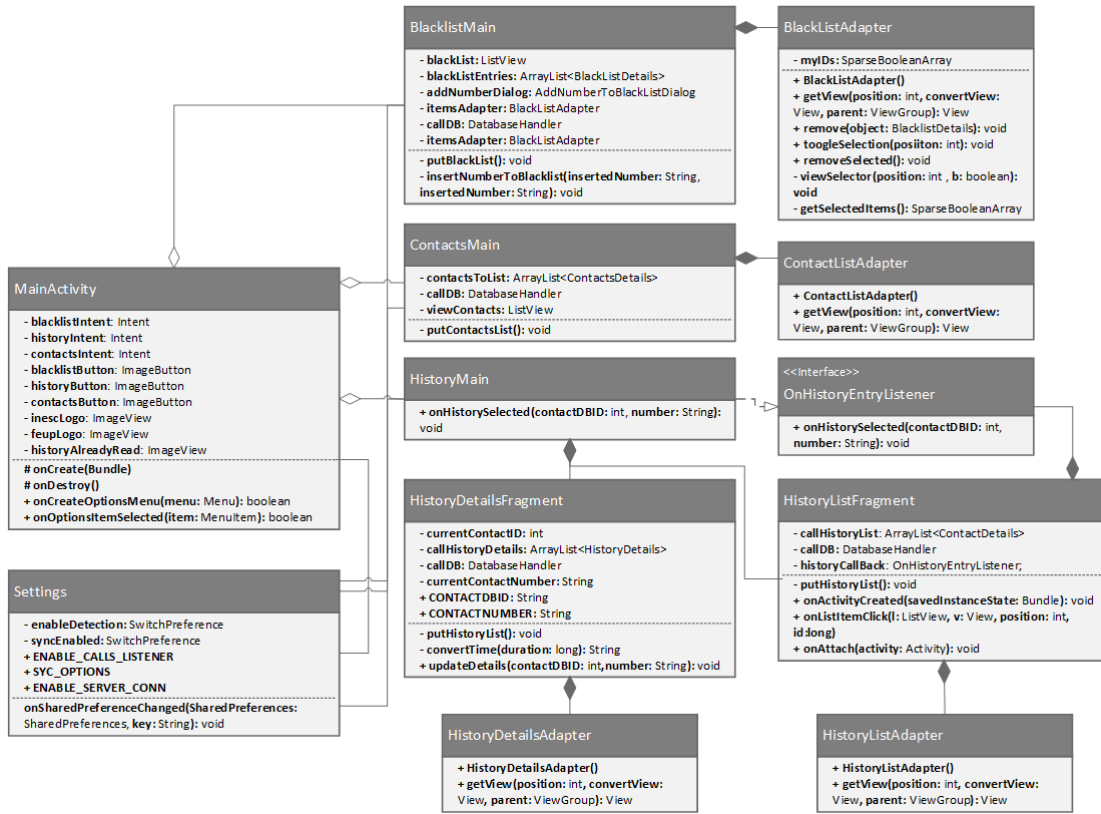 BlacklistMain
- blackList: ListView
- blackListEntries: ArrayList<BlackListDetails>
- addNumberDialog: AddNumberToBlackListDialog
- itemsAdapter: BlackListAdapter
- callDB: DatabaseHandler
- itemsAdapter: BlackListAdapter
- putBlackList(): void
- insertNumberToBlacklist(insertedNumber: String,
insertedNumber: String): void
BlackListAdapter
- myIDs: SparseBooleanArray
+ BlackListAdapter()
+ getView(position: int, convertView:
View, parent: ViewGroup): View
+ remove(object: BlacklistDetails): void
+ toogleSelection(posiiton: int): void
+ removeSelected(): void
- viewSelector(position: int , b: boolean):
void
- getSelectedItems(): SparseBooleanArray
ContactsMain
- contactsToList: ArrayList<ContactsDetails>
- callDB: DatabaseHandler
- viewContacts: ListView
- putContactsList(): void
ContactListAdapter
+ ContactListAdapter()
+ getView(position: int, convertView:
View, parent: ViewGroup): View
MainActivity
- blacklistIntent: Intent
- historyIntent: Intent
- contactsIntent: Intent
- blacklistButton: ImageButton
- historyButton: ImageButton
- contactsButton: ImageButton
- inescLogo: ImageView
- feupLogo: ImageView
- historyAlreadyRead: ImageView
# onCreate(Bundle)
# onDestroy()
+ onCreateOptionsMenu(menu: Menu): boolean
+ onOptionsItemSelected(item: MenuItem): boolean
HistoryMain
+ onHistorySelected(contactDBID: int, number: String):
void
<<Interface>>
OnHistoryEntryListener
+ onHistorySelected(contactDBID: int,
number: String): void
HistoryDetailsFragment
- currentContactID: int
- callHistoryDetails: ArrayList<HistoryDetails>
- callDB: DatabaseHandler
- currentContactNumber: String
+ CONTACTDBID: String
+ CONTACTNUMBER: String
- putHistoryList(): void
- convertTime(duration: long): String
+ updateDetails(contactDBID: int,number: String): void
HistoryListFragment
- callHistoryList: ArrayList<ContactDetails>
- callDB: DatabaseHandler
- historyCallBack: OnHistoryEntryListener;
- putHistoryList(): void
+ onActivityCreated(savedInstanceState: Bundle): void
+ onListItemClick(l: ListView, v: View, position: int,
id:long)
+ onAttach(activity: Activity): void
Settings
- enableDetection: SwitchPreference
- syncEnabled: SwitchPreference
+ ENABLE_CALLS_LISTENER
+ SYC_OPTIONS
+ ENABLE_SERVER_CONN
onSharedPreferenceChanged(SharedPreferences:
SharedPreferences, key: String): void
HistoryDetailsAdapter
+ HistoryDetailsAdapter()
+ getView(position: int, convertView:
View, parent: ViewGroup): View
HistoryListAdapter
+ HistoryListAdapter()
+ getView(position: int, convertView:
View, parent: ViewGroup): View